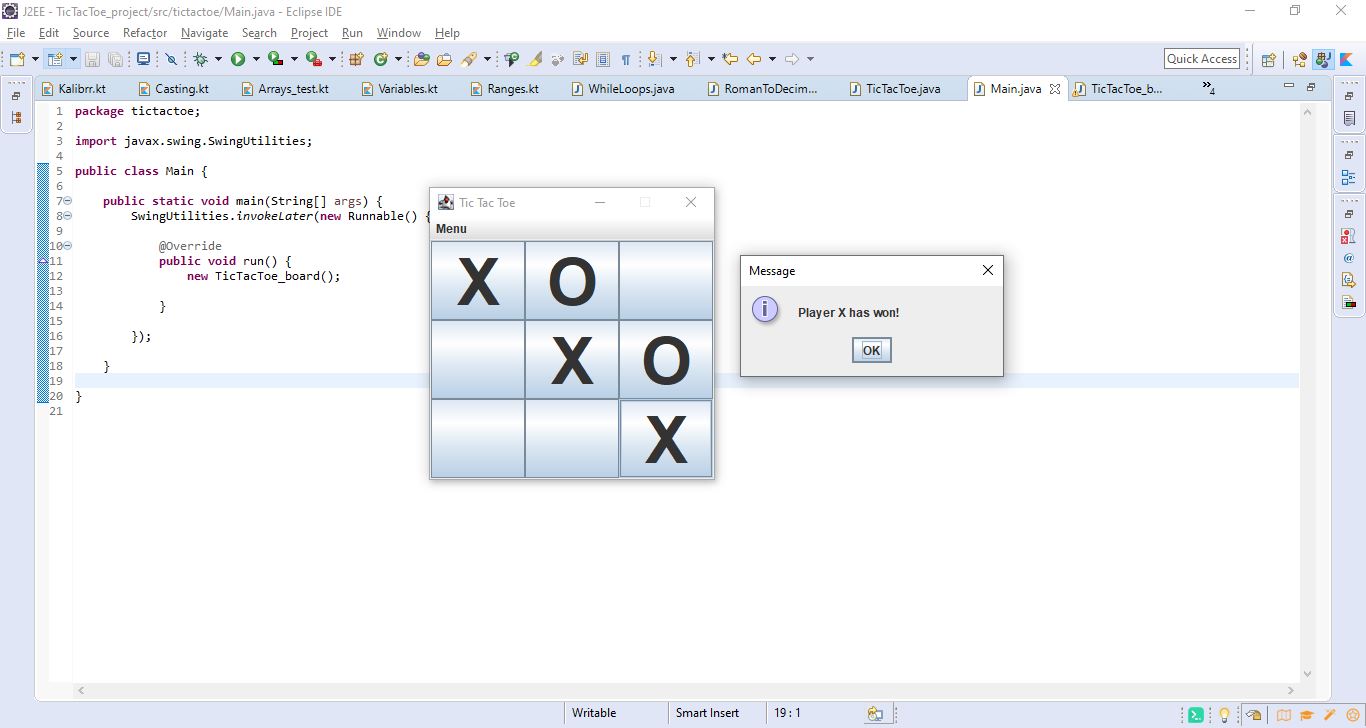 J2EE - TicTacToe_project/src/tictactoe/Main.java - Eclipse IDE
File Edit Source Refactor Navigate Search Project Run Window Help
Quick Access
Kalibrr.kt Casting.kt Arrays_test.kt Variables.kt Ranges.kt WhileLoops.java RomanToDecim... TicTacToe.java Main.java TicTacToe_b... »4
1 package tictactoe;
2
3 import javax.swing.SwingUtilities;
4
5 public class Main {
6
7 public static void main(String[] args) {
8 SwingUtilities.invokeLater(new Runnable() {
9
10 @Override
11 public void run() {
12 new TicTacToe_board();
13
14 }
15
16 });
17
18 }
19
20 }
21
Tic Tac Toe
Menu
X O
X O
X
Message
Player X has won!
OK
Writable Smart Insert 19 : 1